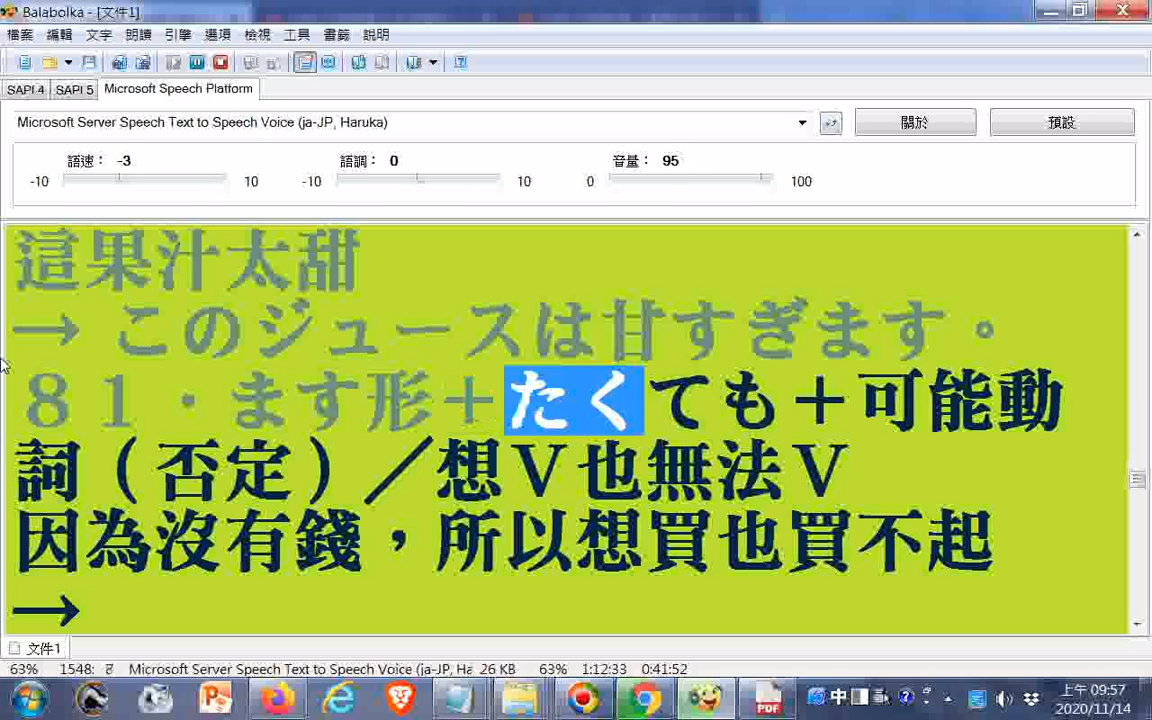 Balabolka - [文件1]
檔案 編輯 文字 朗讀 引擎 選項 檢視 工具 書籤 說明
SAPI 4 SAPI 5 Microsoft Speech Platform
Microsoft Server Speech Text to Speech Voice (ja-JP, Haruka) 關於 預設
語速： -3 語調： 0 音量： 95
-10 10 -10 10 0 100
這果汁太甜
→ このジュースは甘すぎます。
８１．ます形＋たくても＋可能動
詞（否定）／想Ｖ也無法Ｖ
因為沒有錢，所以想買也買不起
→
文件1
63% 1548: Microsoft Server Speech Text to Speech Voice (ja-JP, Ha 26 KB 63% 1:12:33 0:41:52
中 上午 09:57
PDF 2020/11/14